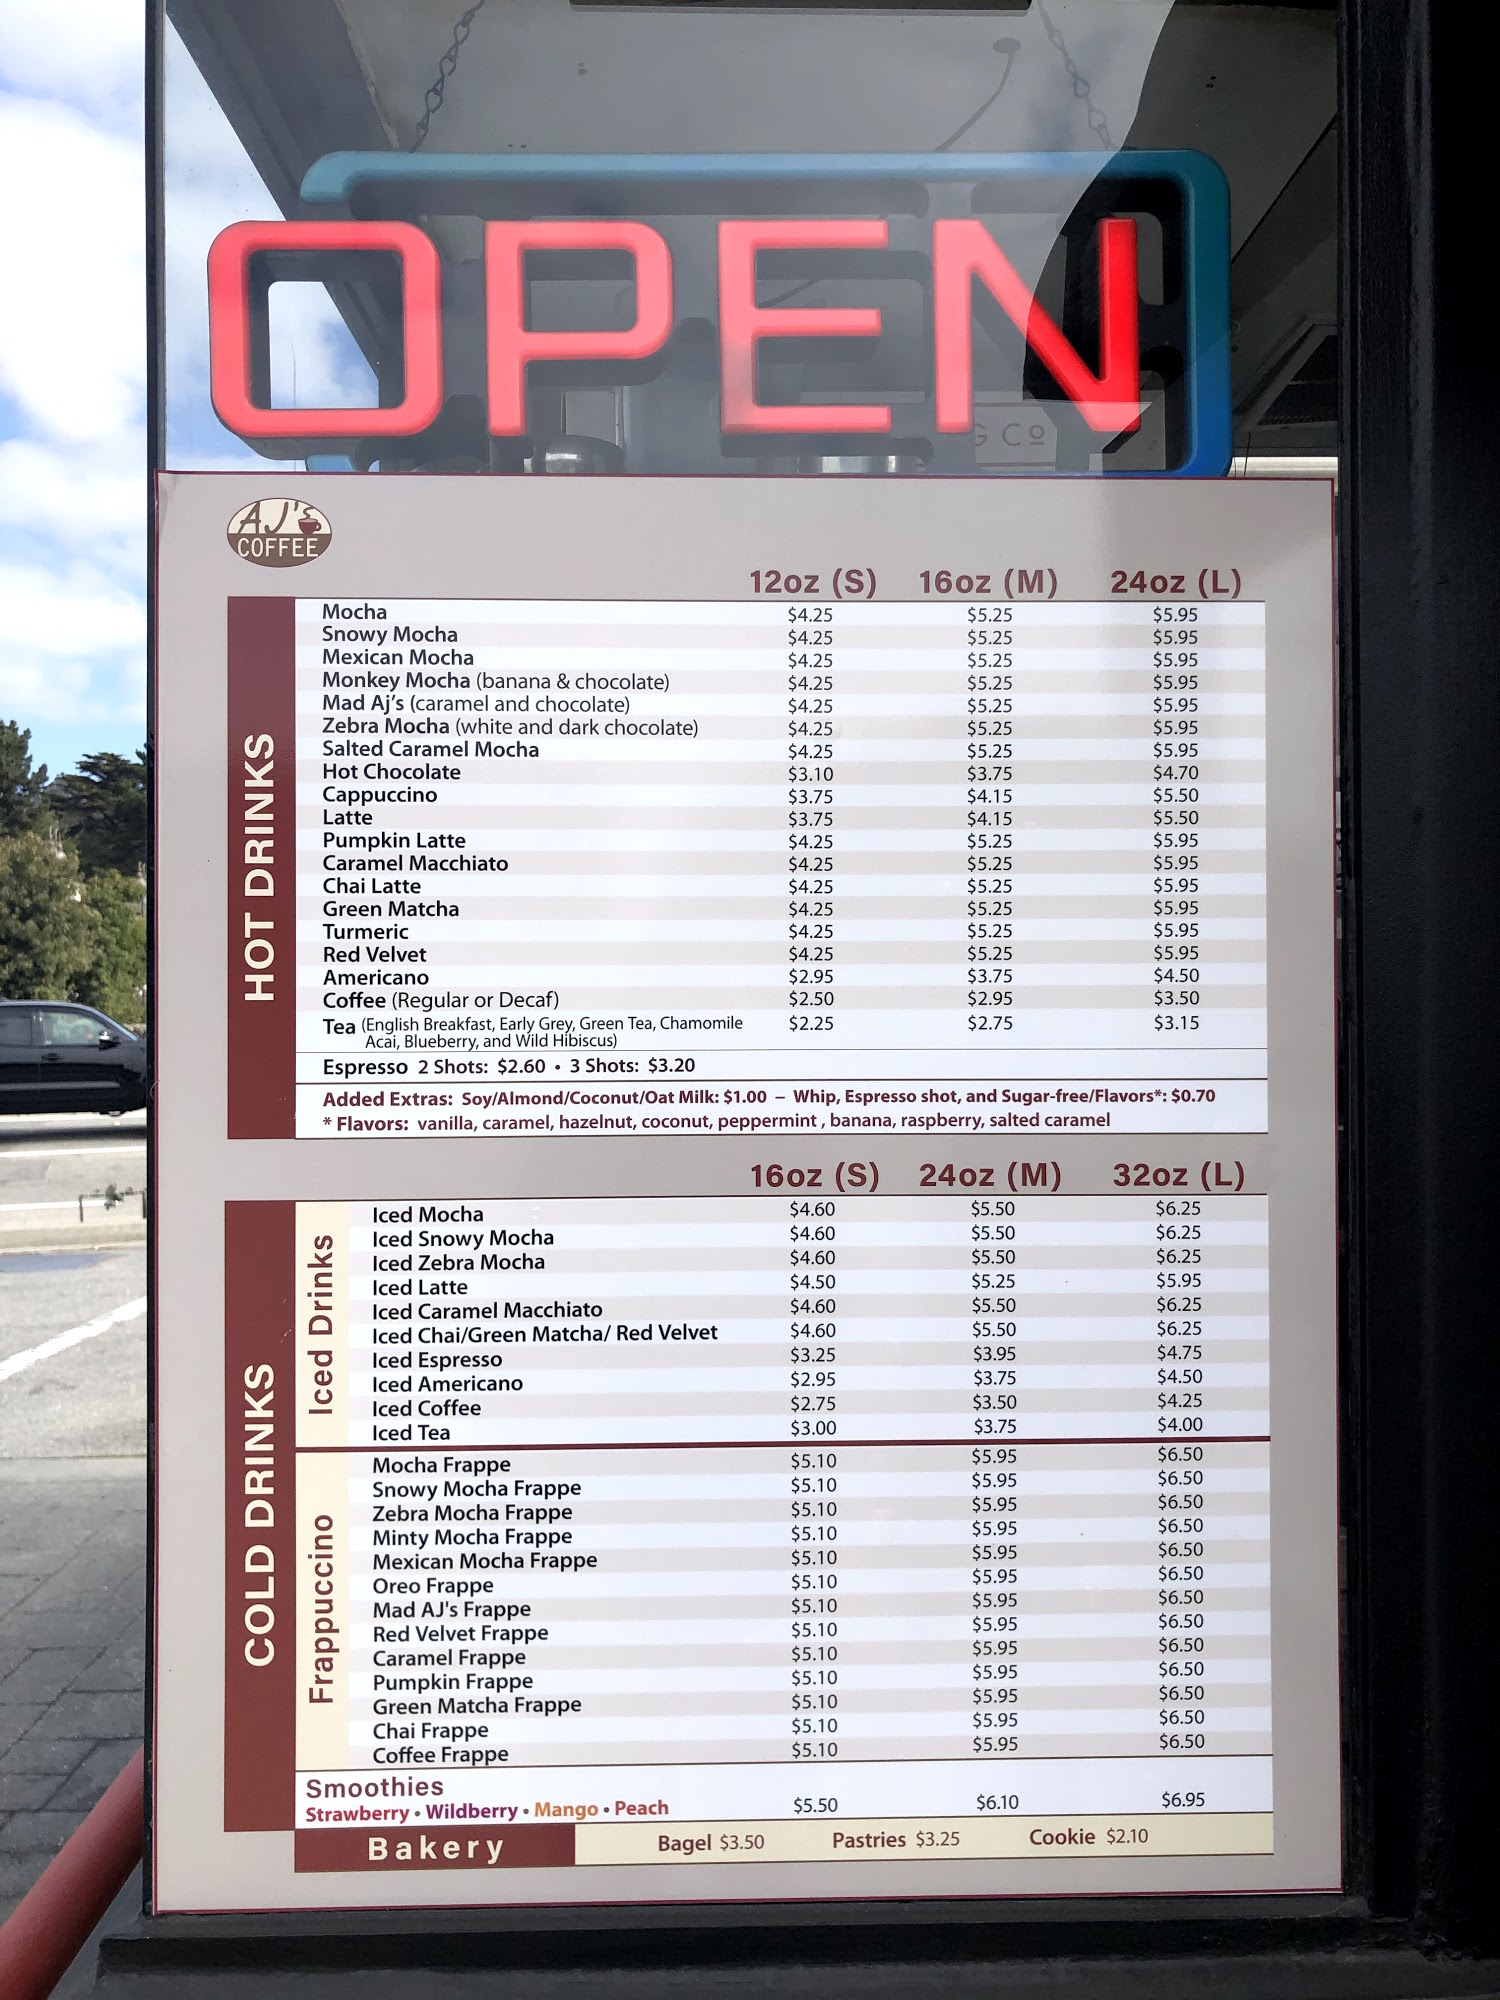 OPEN
G Co
AJ's
COFFEE
12oz (S) 16oz (M) 24oz (L)
HOT DRINKS
Mocha $4.25 $5.25 $5.95
Snowy Mocha $4.25 $5.25 $5.95
Mexican Mocha $4.25 $5.25 $5.95
Monkey Mocha (banana & chocolate) $4.25 $5.25 $5.95
Mad Aj's (caramel and chocolate) $4.25 $5.25 $5.95
Zebra Mocha (white and dark chocolate) $4.25 $5.25 $5.95
Salted Caramel Mocha $4.25 $5.25 $5.95
Hot Chocolate $3.10 $3.75 $4.70
Cappuccino $3.75 $4.15 $5.50
Latte $3.75 $4.15 $5.50
Pumpkin Latte $4.25 $5.25 $5.95
Caramel Macchiato $4.25 $5.25 $5.95
Chai Latte $4.25 $5.25 $5.95
Green Matcha $4.25 $5.25 $5.95
Turmeric $4.25 $5.25 $5.95
Red Velvet $4.25 $5.25 $5.95
Americano $2.95 $3.75 $4.50
Coffee (Regular or Decaf) $2.50 $2.95 $3.50
Tea (English Breakfast, Early Grey, Green Tea, Chamomile $2.25 $2.75 $3.15
Acai, Blueberry, and Wild Hibiscus)
Espresso 2 Shots: $2.60 • 3 Shots: $3.20
Added Extras: Soy/Almond/Coconut/Oat Milk: $1.00 – Whip, Espresso shot, and Sugar-free/Flavors*: $0.70
* Flavors: vanilla, caramel, hazelnut, coconut, peppermint , banana, raspberry, salted caramel
16oz (S) 24oz (M) 32oz (L)
COLD DRINKS
Iced Drinks
Iced Mocha $4.60 $5.50 $6.25
Iced Snowy Mocha $4.60 $5.50 $6.25
Iced Zebra Mocha $4.60 $5.50 $6.25
Iced Latte $4.50 $5.25 $5.95
Iced Caramel Macchiato $4.60 $5.50 $6.25
Iced Chai/Green Matcha/ Red Velvet $4.60 $5.50 $6.25
Iced Espresso $3.25 $3.95 $4.75
Iced Americano $2.95 $3.75 $4.50
Iced Coffee $2.75 $3.50 $4.25
Iced Tea $3.00 $3.75 $4.00
Frappuccino
Mocha Frappe $5.10 $5.95 $6.50
Snowy Mocha Frappe $5.10 $5.95 $6.50
Zebra Mocha Frappe $5.10 $5.95 $6.50
Minty Mocha Frappe $5.10 $5.95 $6.50
Mexican Mocha Frappe $5.10 $5.95 $6.50
Oreo Frappe $5.10 $5.95 $6.50
Mad AJ's Frappe $5.10 $5.95 $6.50
Red Velvet Frappe $5.10 $5.95 $6.50
Caramel Frappe $5.10 $5.95 $6.50
Pumpkin Frappe $5.10 $5.95 $6.50
Green Matcha Frappe $5.10 $5.95 $6.50
Chai Frappe $5.10 $5.95 $6.50
Coffee Frappe $5.10 $5.95 $6.50
Smoothies
Strawberry • Wildberry • Mango • Peach $5.50 $6.10 $6.95
Bakery Bagel $3.50 Pastries $3.25 Cookie $2.10